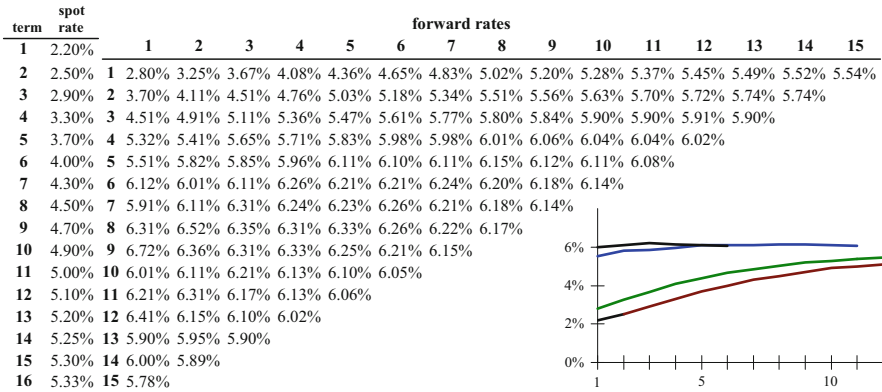 term spot rate forward rates
1 2.20% 1 2 3 4 5 6 7 8 9 10 11 12 13 14 15
2 2.50% 1 2.80% 3.25% 3.67% 4.08% 4.36% 4.65% 4.83% 5.02% 5.20% 5.28% 5.37% 5.45% 5.49% 5.52% 5.54%
3 2.90% 2 3.70% 4.11% 4.51% 4.76% 5.03% 5.18% 5.34% 5.51% 5.56% 5.63% 5.70% 5.72% 5.74% 5.74%
4 3.30% 3 4.51% 4.91% 5.11% 5.36% 5.47% 5.61% 5.77% 5.80% 5.84% 5.90% 5.90% 5.91% 5.90%
5 3.70% 4 5.32% 5.41% 5.65% 5.71% 5.83% 5.98% 5.98% 6.01% 6.06% 6.04% 6.04% 6.02%
6 4.00% 5 5.51% 5.82% 5.85% 5.96% 6.11% 6.10% 6.11% 6.15% 6.12% 6.11% 6.08%
7 4.30% 6 6.12% 6.01% 6.11% 6.26% 6.21% 6.21% 6.24% 6.20% 6.18% 6.14%
8 4.50% 7 5.91% 6.11% 6.31% 6.24% 6.23% 6.26% 6.21% 6.18% 6.14%
9 4.70% 8 6.31% 6.52% 6.35% 6.31% 6.33% 6.26% 6.22% 6.17%
10 4.90% 9 6.72% 6.36% 6.31% 6.33% 6.25% 6.21% 6.15%
11 5.00% 10 6.01% 6.11% 6.21% 6.13% 6.10% 6.05%
12 5.10% 11 6.21% 6.31% 6.17% 6.13% 6.06%
13 5.20% 12 6.41% 6.15% 6.10% 6.02%
14 5.25% 13 5.90% 5.95% 5.90%
15 5.30% 14 6.00% 5.89%
16 5.33% 15 5.78%
6%
4%
2%
0%
1 5 10